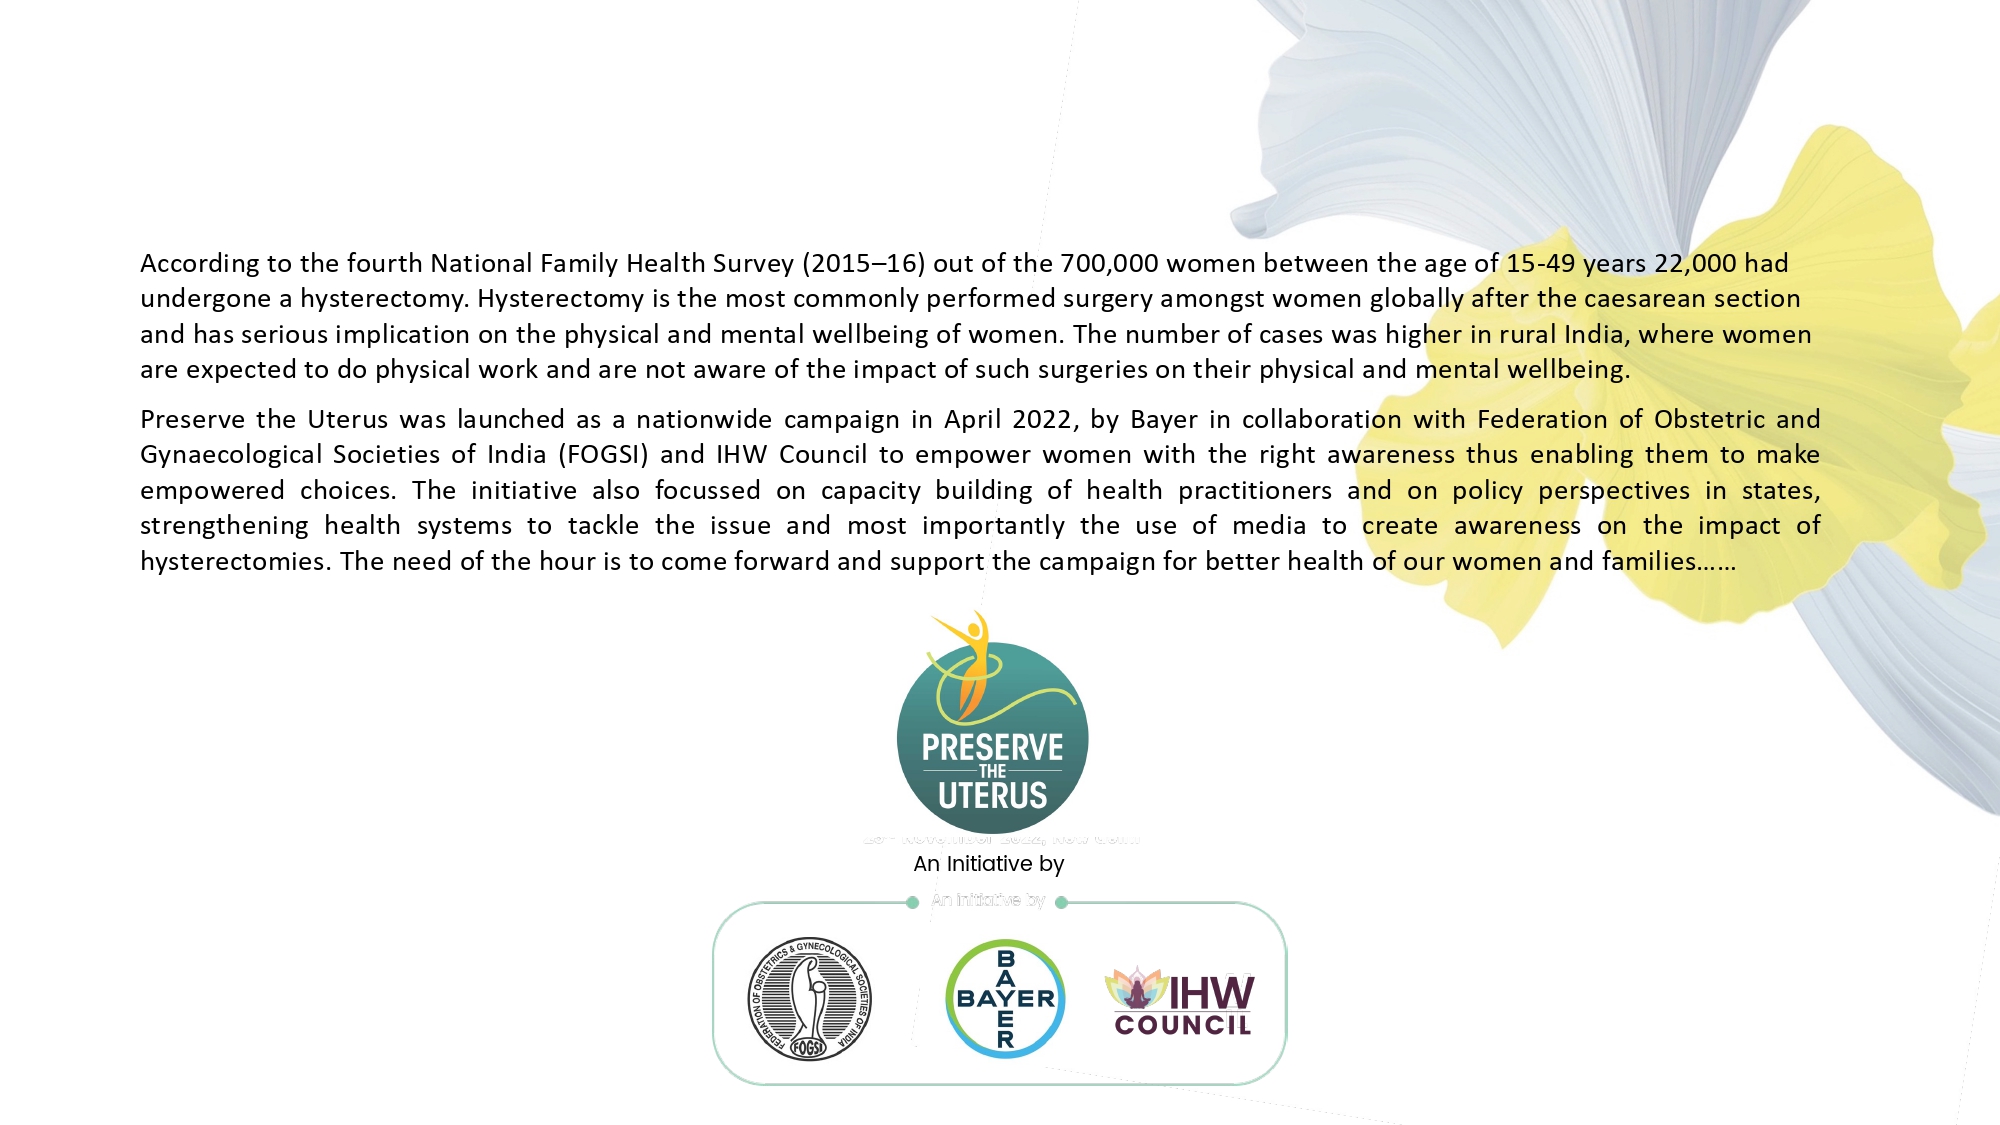 According to the fourth National Family Health Survey (2015–16) out of the 700,000 women between the age of 15-49 years 22,000 had
undergone a hysterectomy. Hysterectomy is the most commonly performed surgery amongst women globally after the caesarean section
and has serious implication on the physical and mental wellbeing of women. The number of cases was higher in rural India, where women
are expected to do physical work and are not aware of the impact of such surgeries on their physical and mental wellbeing.
Preserve the Uterus was launched as a nationwide campaign in April 2022, by Bayer in collaboration with Federation of Obstetric and
Gynaecological Societies of India (FOGSI) and IHW Council to empower women with the right awareness thus enabling them to make
empowered choices. The initiative also focussed on capacity building of health practitioners and on policy perspectives in states,
strengthening health systems to tackle the issue and most importantly the use of media to create awareness on the impact of
hysterectomies. The need of the hour is to come forward and support the campaign for better health of our women and families……
PRESERVE
THE
UTERUS
November 2022, New Delhi
An Initiative by
An initiative by
FEDERATION OF OBSTETRICS & GYNECOLOGICAL SOCIETIES OF INDIA
FOGSI
BAYER
BAYER
IHW
COUNCIL